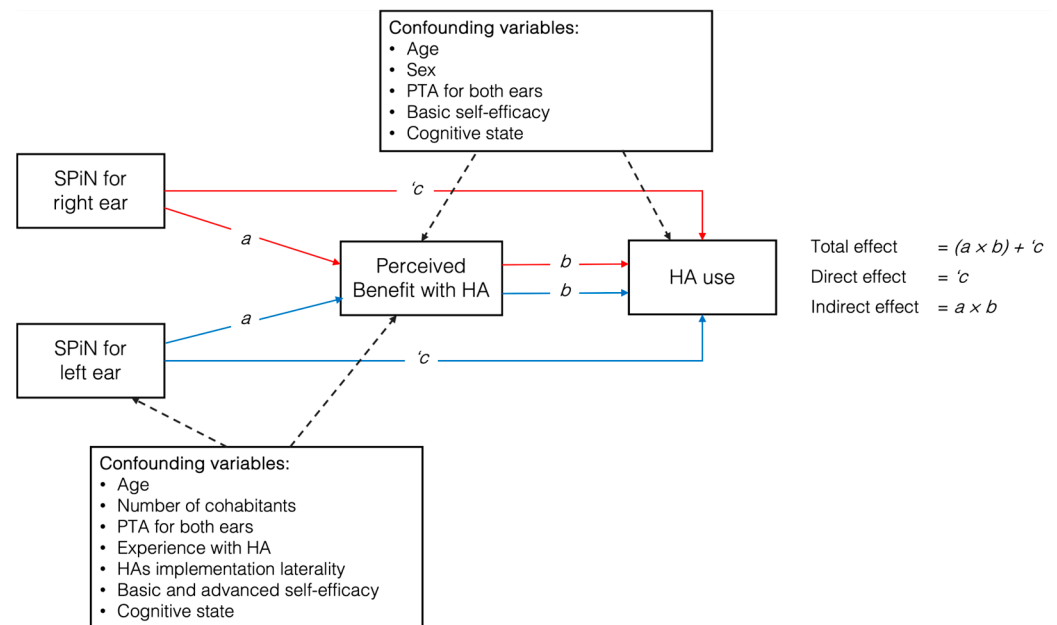 Confounding variables:
• Age
• Sex
• PTA for both ears
• Basic self-efficacy
• Cognitive state
SPiN for
right ear
‘c
a
Perceived
Benefit with HA
b
b
HA use
Total effect = (a x b) + ‘c
Direct effect = ‘c
Indirect effect = a x b
a
SPiN for
left ear
‘c
Confounding variables:
• Age
• Number of cohabitants
• PTA for both ears
• Experience with HA
• HAs implementation laterality
• Basic and advanced self-efficacy
• Cognitive state